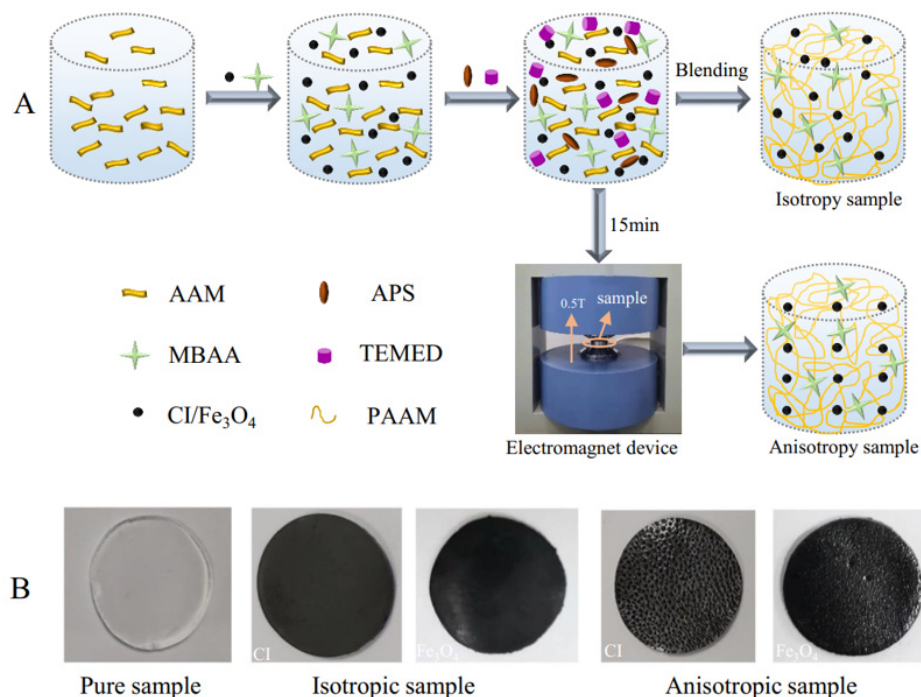 A
Blending
Isotropy sample
15min
AAM
APS
MBAA
TEMED
CI/Fe₃O₄
PAAM
0.5T
sample
Electromagnet device
Anisotropy sample
B
CI
Fe₃O₄
CI
Fe₃O₄
Pure sample
Isotropic sample
Anisotropic sample